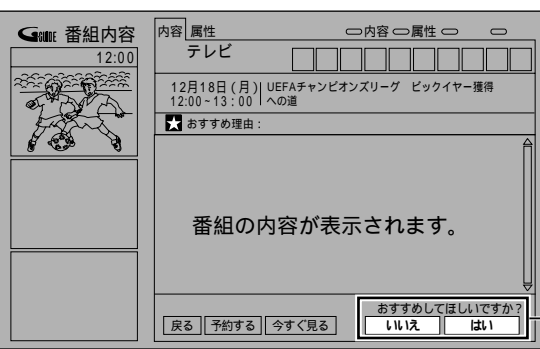 GGUIDE 番組内容
12:00
内容 属性
内容 属性
テレビ
12月18日(月) UEFAチャンピオンズリーグ ビックイヤー獲得
12:00~13:00 への道
おすすめ理由:
番組の内容が表示されます。
おすすめしてほしいですか?
戻る 予約する 今すぐ見る いいえ はい